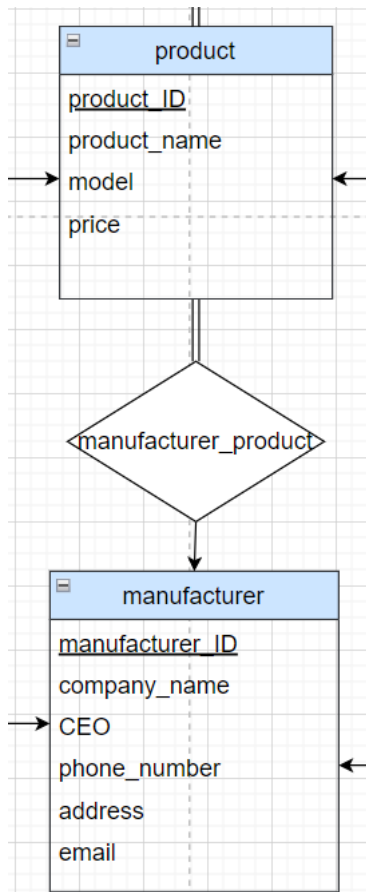 product
product_ID
product_name
model
price
manufacturer_product
manufacturer
manufacturer_ID
company_name
CEO
phone_number
address
email